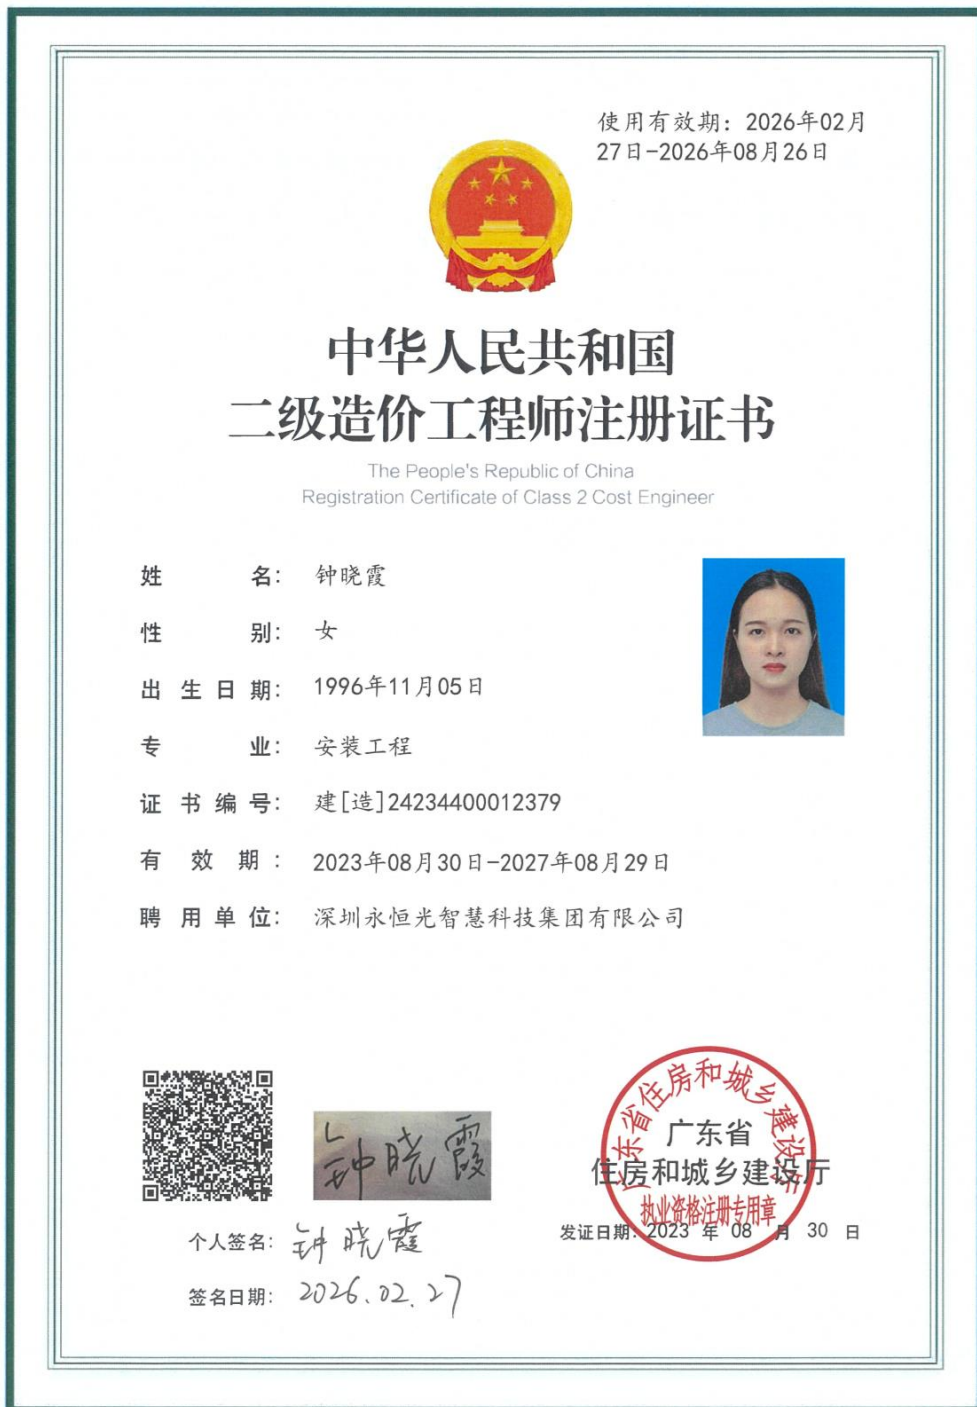 使用有效期：2026年02月
27日-2026年08月26日
中华人民共和国
二级造价工程师注册证书
The People's Republic of China
Registration Certificate of Class 2 Cost Engineer
姓名：钟晓霞
性别：女
出生日期：1996年11月05日
专业：安装工程
证书编号：建[造]24234400012379
有效期：2023年08月30日-2027年08月29日
聘用单位：深圳永恒光智慧科技集团有限公司
钟晓霞
广东省住房和城乡建设厅
广东省
住房和城乡建设厅
执业资格注册专用章
个人签名：钟晓霞
发证日期：2023 年 08 月 30 日
签名日期：2026.02.27